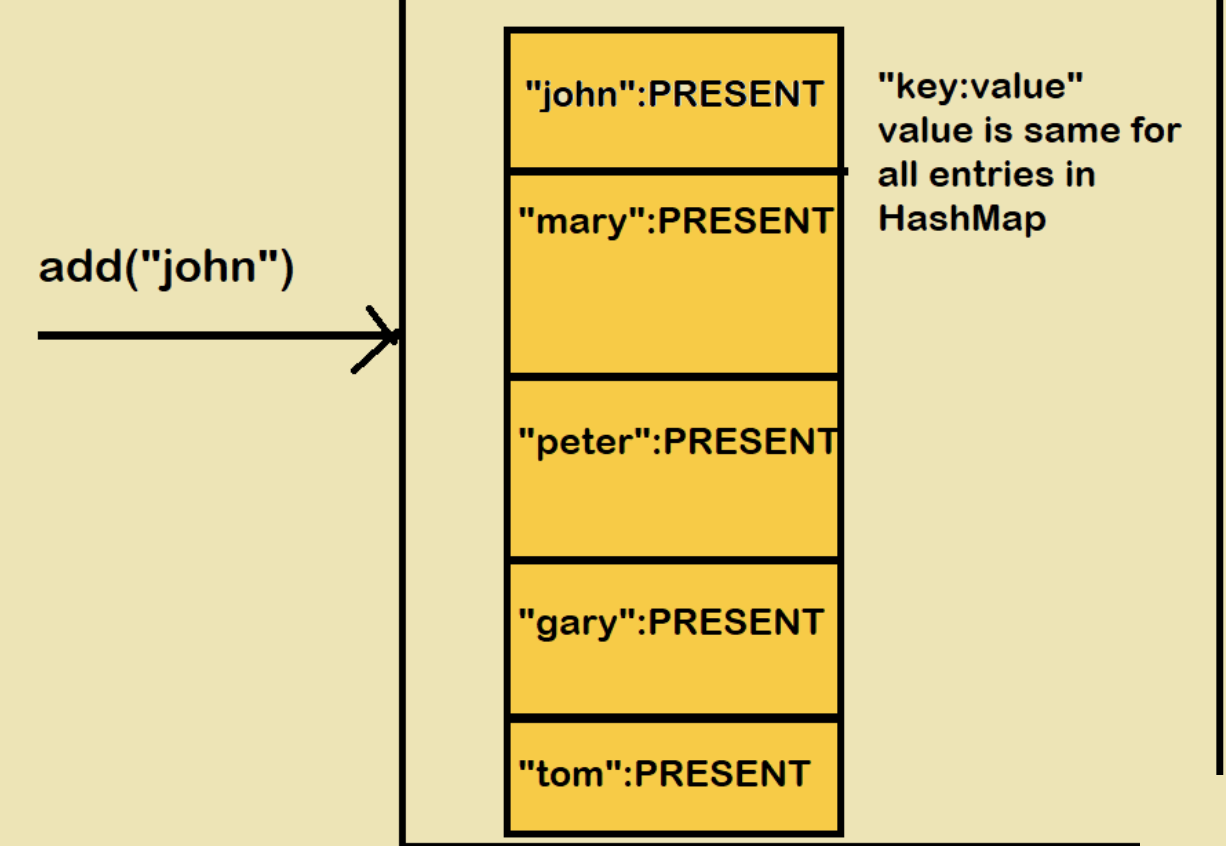 add("john")
"john":PRESENT
"mary":PRESENT
"peter":PRESENT
"gary":PRESENT
"tom":PRESENT
"key:value"
value is same for
all entries in
HashMap